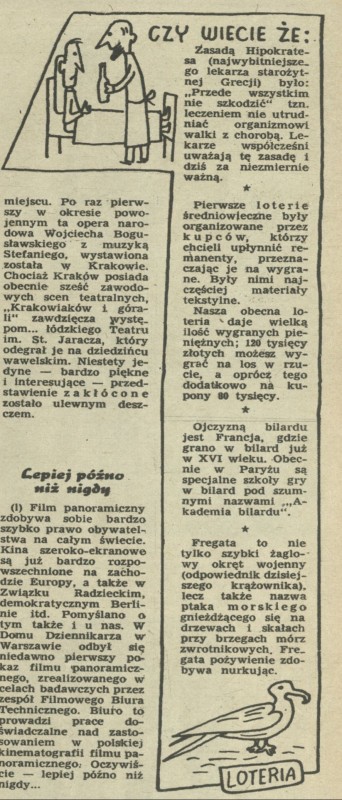 CZY WIECIE ŻE:
Zasadą Hipokrate-
sa (najwybitniejsze-
go lekarza starożyt-
nej Grecji) było:
„Przede wszystkim
nie szkodzić“ tzn.
leczeniem nie utrud-
niać organizmowi
walki z chorobą. Le-
karze współcześni
uważają tę zasadę i
dziś za niezmiernie
ważną.
★
Pierwsze loterie
średniowieczne były
organizowane przez
kupców, którzy
chcieli upłynnić re-
manenty, przezna-
czając je na wygra-
ne. Były nimi naj-
częściej materiały
tekstylne.
Nasza obecna lo-
teria daje wielką
ilość wygranych pie-
niężnych; 120 tysięcy
złotych możesz wy-
grać na los w rzu-
cie, a oprócz tego
dodatkowo na ku-
pony 80 tysięcy.
★
Ojczyzną bilardu
jest Francja, gdzie
grano w bilard już
w XVI wieku. Obec-
nie w Paryżu są
specjalne szkoły gry
w bilard pod szum-
nymi nazwami „A-
kademia bilardu“.
★
Fregata to nie
tylko szybki żaglo-
wy okręt wojenny
(odpowiednik dzisiej-
szego krążownika),
lecz także nazwa
ptaka morskiego
gnieżdżącego się na
drzewach i skałach
przy brzegach mórz
zwrotnikowych. Fre-
gata pożywienie zdo-
bywa nurkując.
LOTERIA
miejscu. Po raz pierw-
szy w okresie powo-
jennym ta opera naro-
dowa Wojciecha Bogu-
sławskiego z muzyką
Stefaniego, wystawiona
została w Krakowie.
Chociaż Kraków posiada
obecnie sześć zawodo-
wych scen teatralnych,
„Krakowiaków i góra-
li“ zawdzięcza wystę-
pom... łódzkiego Teatru
im. St. Jaracza, który
odegrał je na dziedzińcu
wawelskim. Niestety je-
dyne — bardzo piękne
i interesujące — przed-
stawienie zakłócone
zostało ulewnym desz-
czem.
Lepiej późno
niż nigdy
(l) Film panoramiczny
zdobywa sobie bardzo
szybko prawo obywatel-
stwa na całym świecie.
Kina szeroko-ekranowe
są już bardzo rozpo-
wszechnione na zacho-
dzie Europy, a także w
Związku Radzieckim,
demokratycznym Berli-
nie itd. Pomyślano o
tym także i u nas. W
Domu Dziennikarza w
Warszawie odbył się
niedawno pierwszy po-
kaz filmu panoramicz-
nego, zrealizowanego w
celach badawczych przez
zespół Filmowego Biura
Technicznego. Biuro to
prowadzi prace do-
świadczalne nad zasto-
sowaniem w polskiej
kinematografii filmu pa-
noramicznego. Oczywiś-
cie — lepiej późno niż
nigdy...